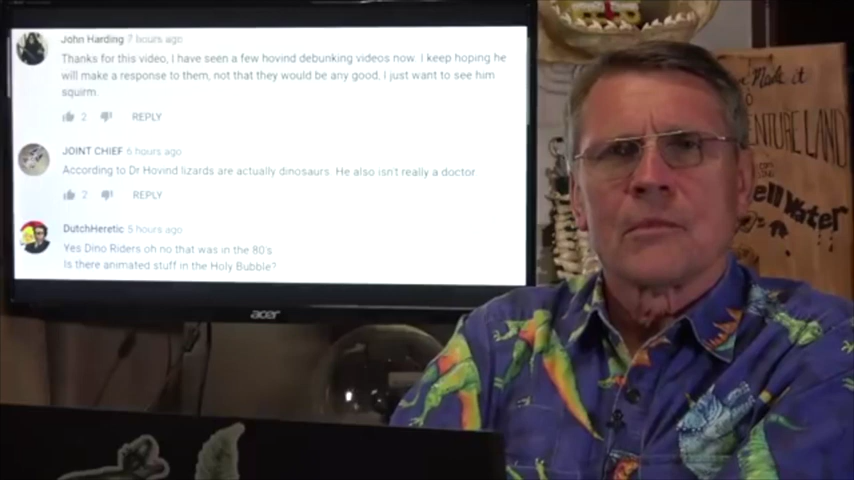 John Harding 7 hours ago
Thanks for this video, I have seen a few hovind debunking videos now. I keep hoping he
will make a response to them, not that they would be any good, I just want to see him
squirm.
2 REPLY
JOINT CHIEF 6 hours ago
According to Dr Hovind lizards are actually dinosaurs. He also isn't really a doctor.
2 REPLY
DutchHeretic 5 hours ago
Yes Dino Riders oh no that was in the 80's
Is there animated stuff in the Holy Bubble?
acer
Make it
ENTURE LAND
ell Water